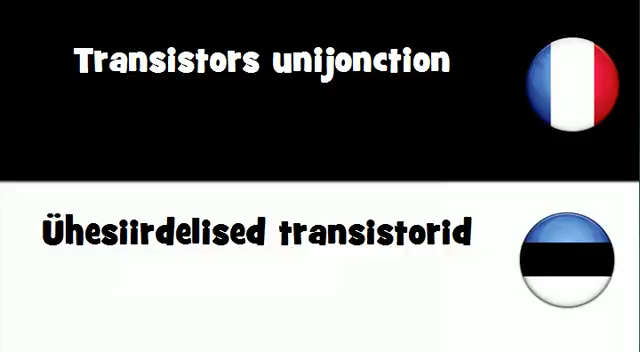 Transistors unijonction
Ühesiirdelised transistorid